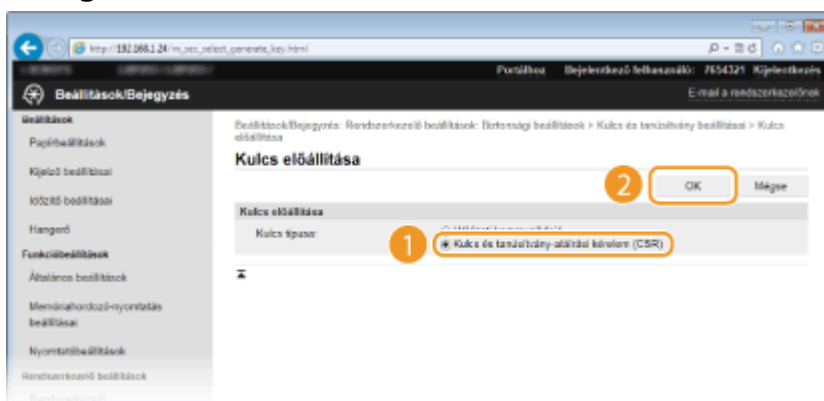 http://192.168.1.24/m_sec_select_generate_key.html
Portálhoz Bejelentkező felhasználó: 7654321 Kijelentkezés
Beállítások/Bejegyzés
E-mail a rendszerkezelőnek
Beállítások
Papírbeállítások
Kijelző beállításai
Időzítő beállításai
Hangerő
Funkcióbeállítások
Általános beállítások
Memóriahordozó-nyomtatás
beállításai
Nyomtatóbeállítások
Rendszerkezelő beállítások
Beállítások/Bejegyzés: Rendszerkezelő beállítások: Biztonsági beállítások > Kulcs és tanúsítvány beállításai > Kulcs
előállítása
Kulcs előállítása
2
OK Mégse
Kulcs előállítása
Kulcs típusa:
1
Kulcs és tanúsítvány-aláírási kérelem (CSR)